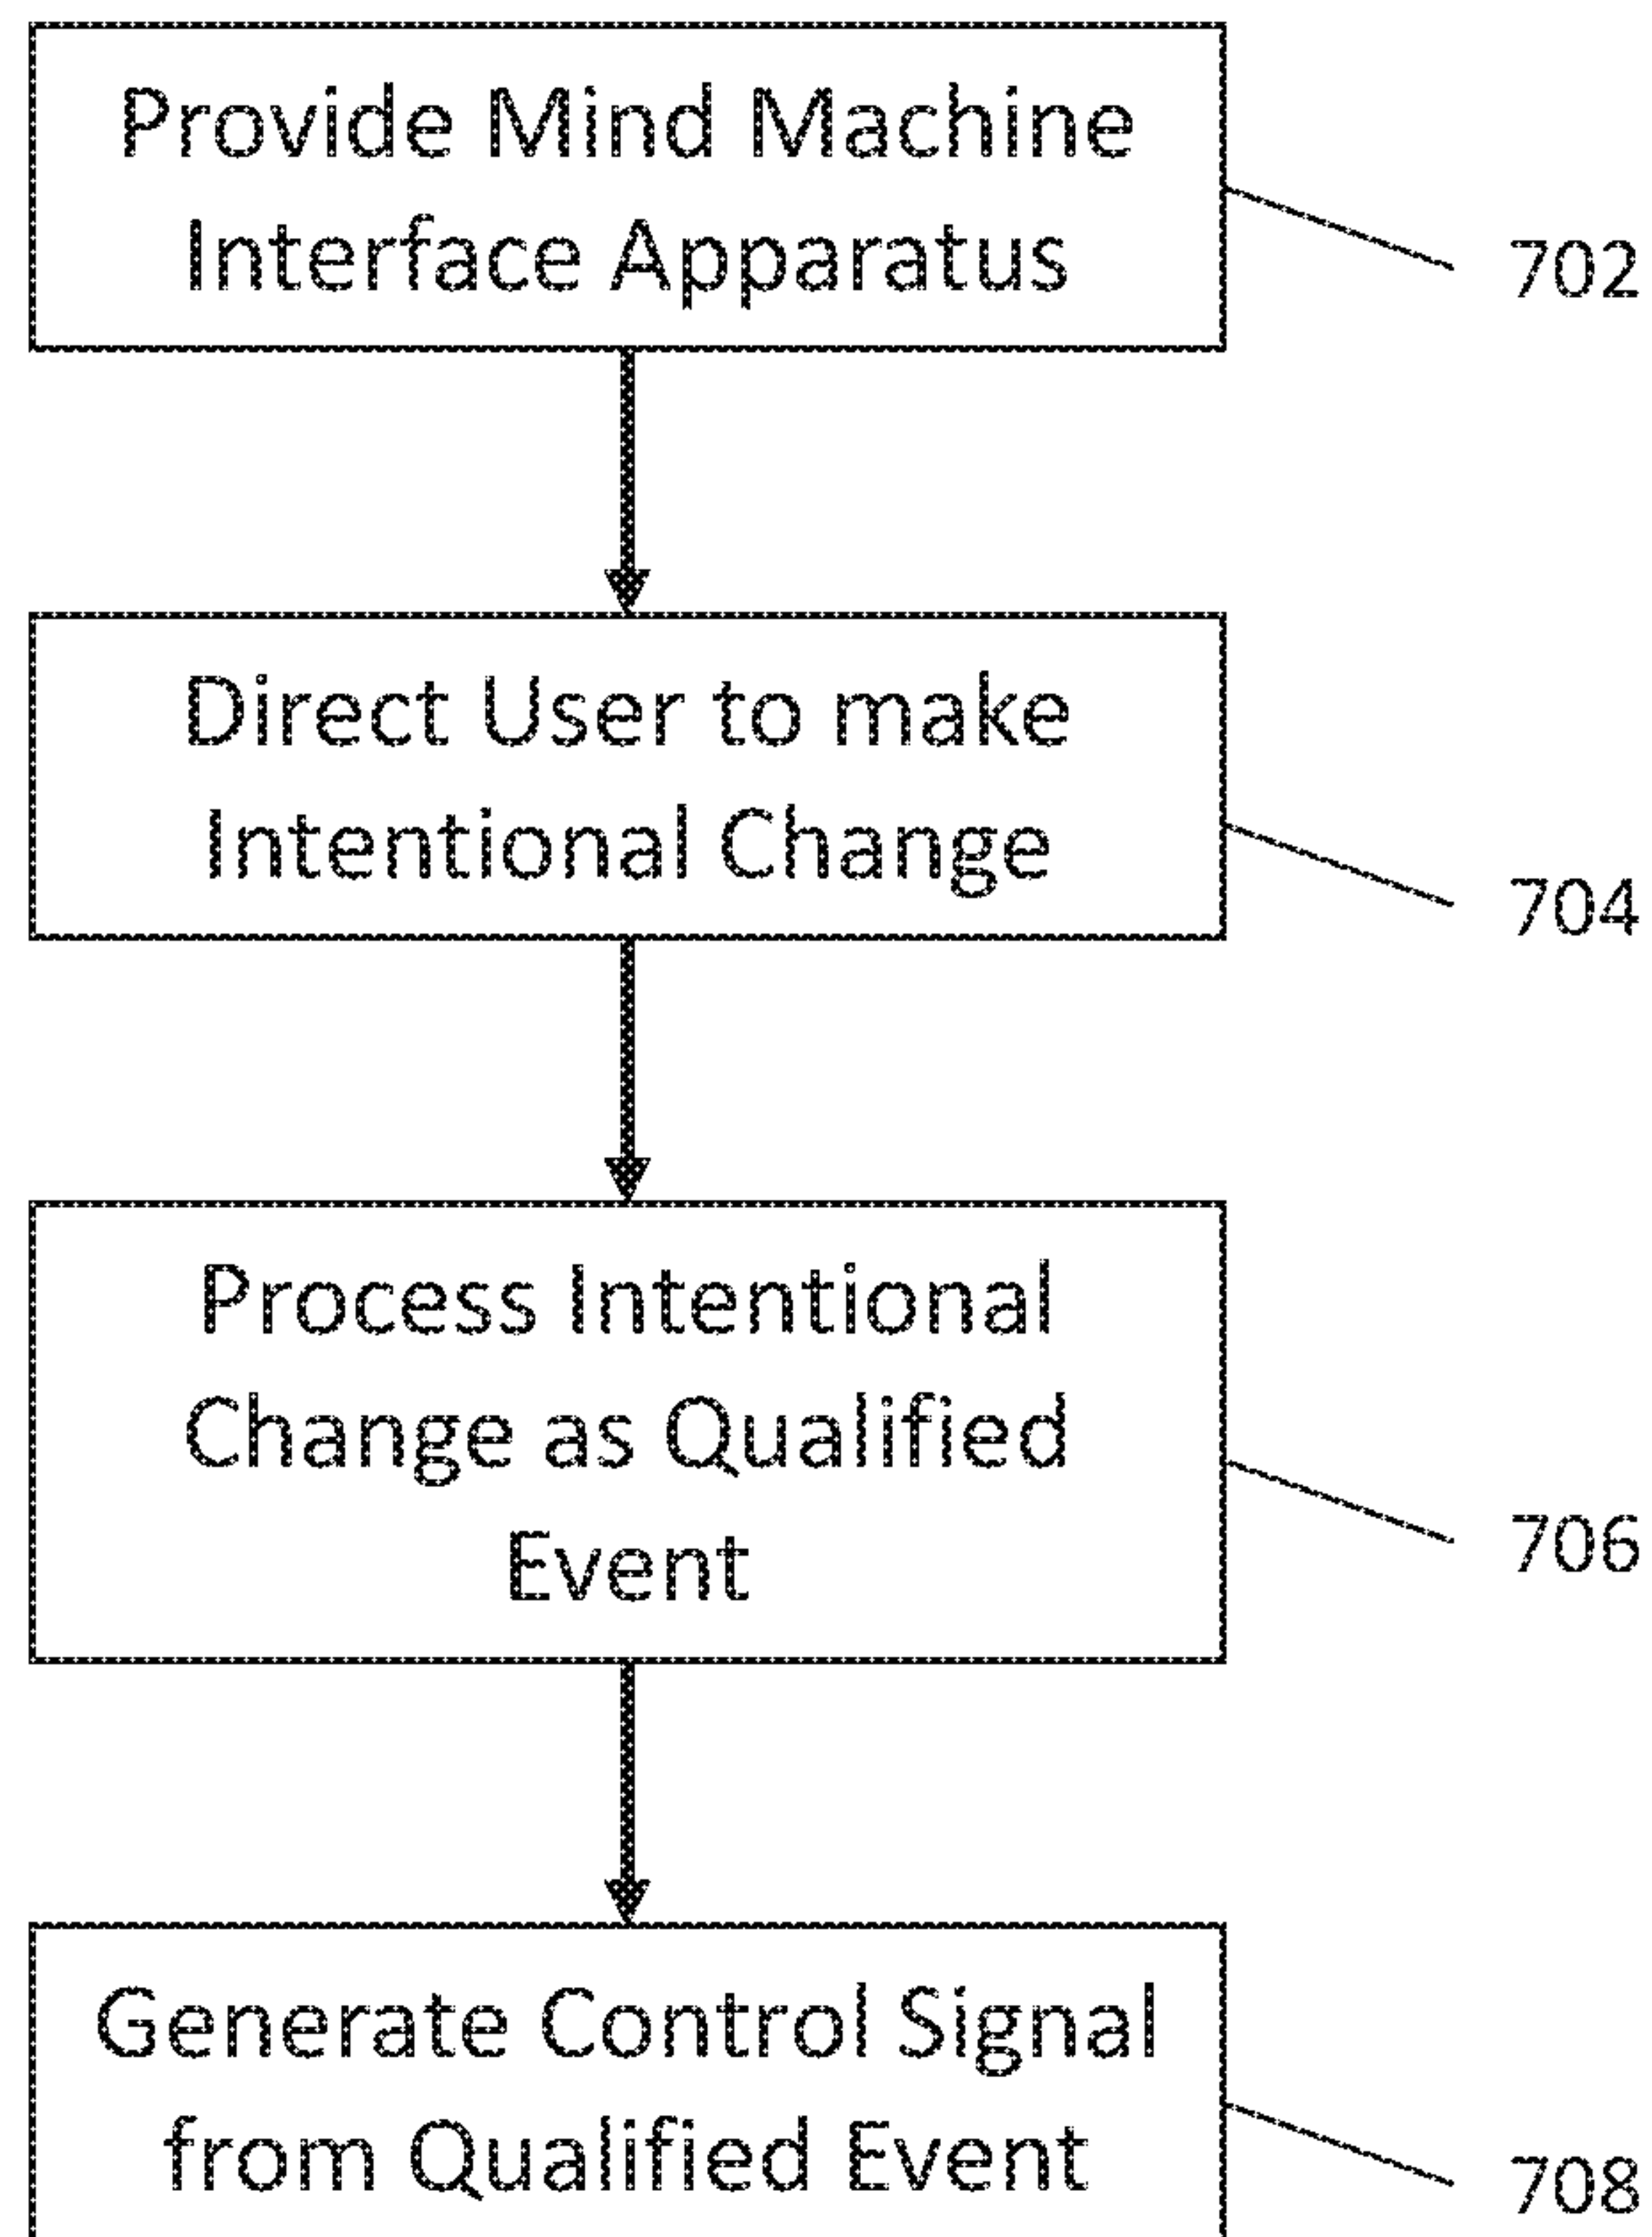 Provide Mind Machine
Interface Apparatus
702
Direct User to make
Intentional Change
704
Process Intentional
Change as Qualified
Event
706
Generate Control Signal
from Qualified Event
708